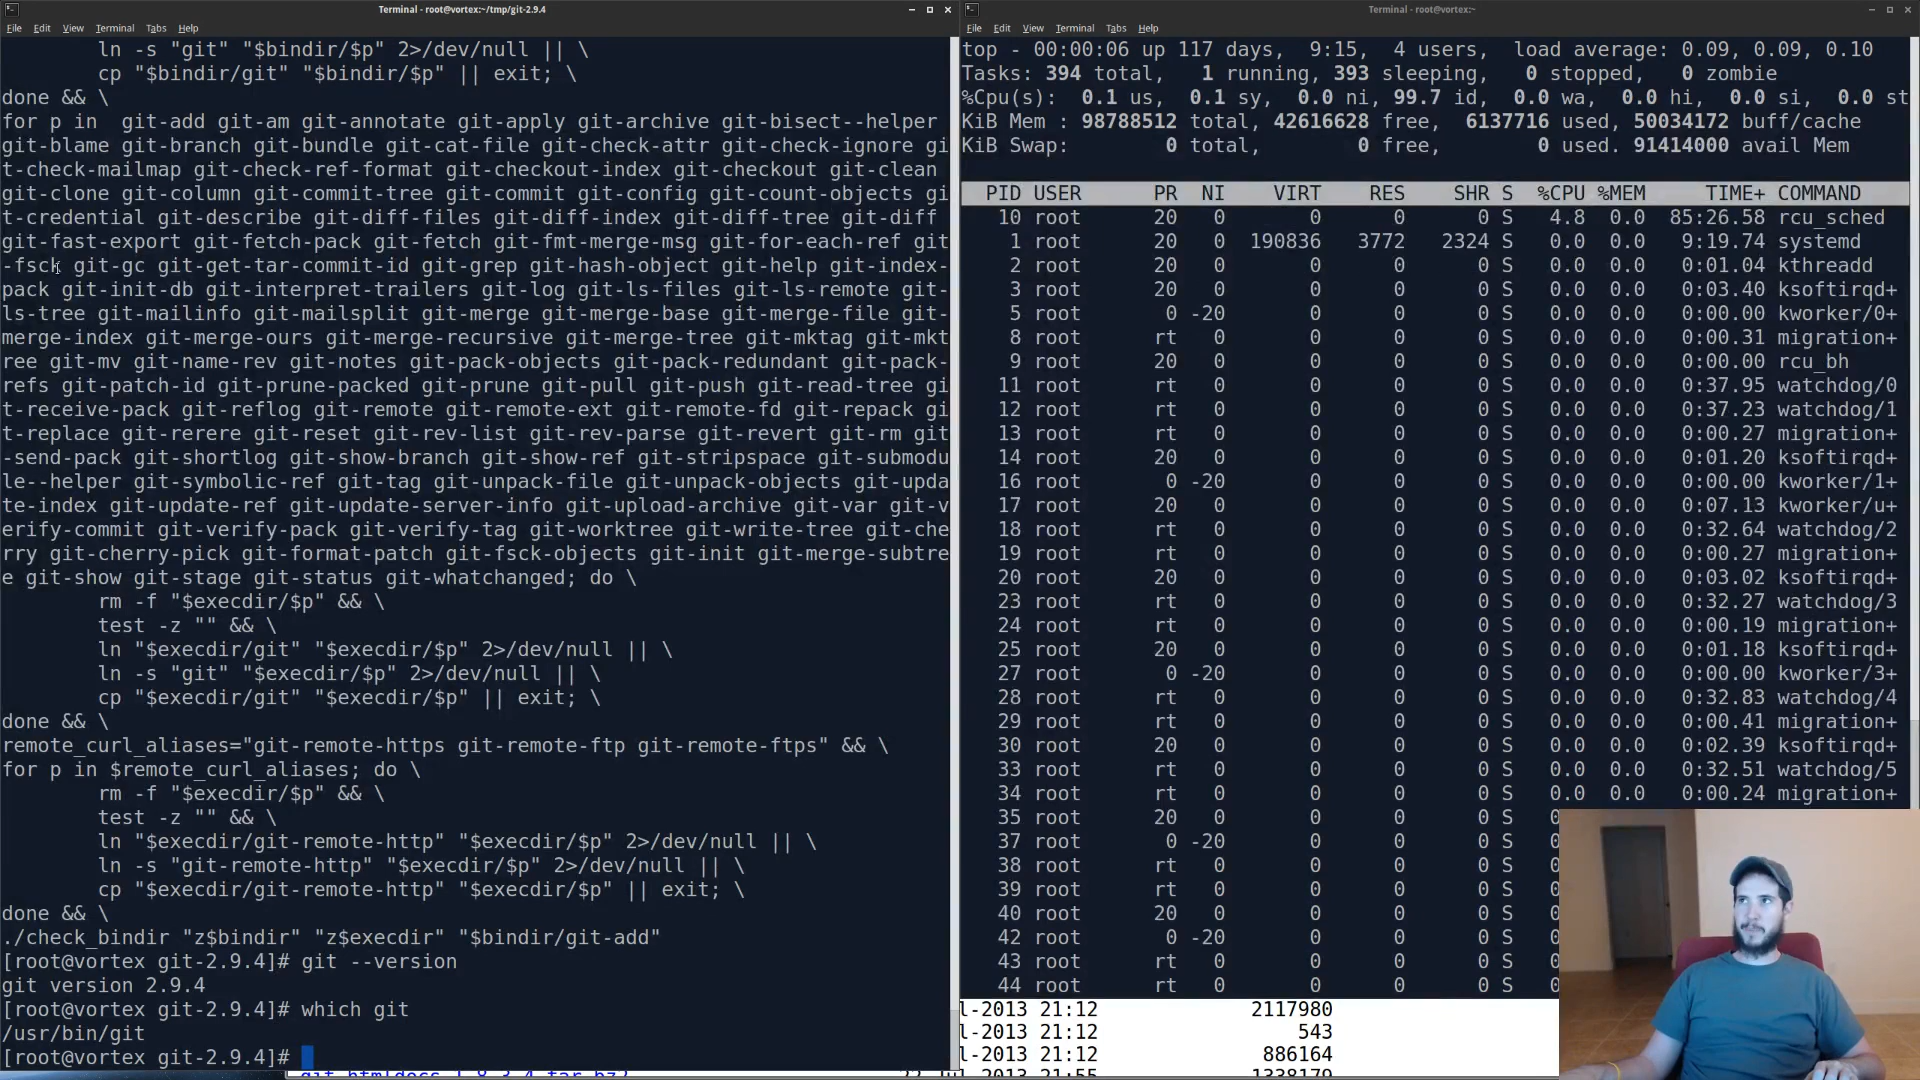 Terminal - root@vortex:~/tmp/git-2.9.4
File Edit View Terminal Tabs Help
ln -s "git" "$bindir/$p" 2>/dev/null || \
cp "$bindir/git" "$bindir/$p" || exit; \
done && \
for p in  git-add git-am git-annotate git-apply git-archive git-bisect--helper
git-blame git-branch git-bundle git-cat-file git-check-attr git-check-ignore gi
t-check-mailmap git-check-ref-format git-checkout-index git-checkout git-clean
git-clone git-column git-commit-tree git-commit git-config git-count-objects gi
t-credential git-describe git-diff-files git-diff-index git-diff-tree git-diff
git-fast-export git-fetch-pack git-fetch git-fmt-merge-msg git-for-each-ref git
-fsck git-gc git-get-tar-commit-id git-grep git-hash-object git-help git-index-
pack git-init-db git-interpret-trailers git-log git-ls-files git-ls-remote git-
ls-tree git-mailinfo git-mailsplit git-merge git-merge-base git-merge-file git-
merge-index git-merge-ours git-merge-recursive git-merge-tree git-mktag git-mkt
ree git-mv git-name-rev git-notes git-pack-objects git-pack-redundant git-pack-
refs git-patch-id git-prune-packed git-prune git-pull git-push git-read-tree gi
t-receive-pack git-reflog git-remote git-remote-ext git-remote-fd git-repack gi
t-replace git-rerere git-reset git-rev-list git-rev-parse git-revert git-rm git
-send-pack git-shortlog git-show-branch git-show-ref git-stripspace git-submodu
le--helper git-symbolic-ref git-tag git-unpack-file git-unpack-objects git-upda
te-index git-update-ref git-update-server-info git-upload-archive git-var git-v
erify-commit git-verify-pack git-verify-tag git-worktree git-write-tree git-che
rry git-cherry-pick git-format-patch git-fsck-objects git-init git-merge-subtre
e git-show git-stage git-status git-whatchanged; do \
rm -f "$execdir/$p" && \
test -z "" && \
ln "$execdir/git" "$execdir/$p" 2>/dev/null || \
ln -s "git" "$execdir/$p" 2>/dev/null || \
cp "$execdir/git" "$execdir/$p" || exit; \
done && \
remote_curl_aliases="git-remote-https git-remote-ftp git-remote-ftps" && \
for p in $remote_curl_aliases; do \
rm -f "$execdir/$p" && \
test -z "" && \
ln "$execdir/git-remote-http" "$execdir/$p" 2>/dev/null || \
ln -s "git-remote-http" "$execdir/$p" 2>/dev/null || \
cp "$execdir/git-remote-http" "$execdir/$p" || exit; \
done && \
./check_bindir "z$bindir" "z$execdir" "$bindir/git-add"
[root@vortex git-2.9.4]# git --version
git version 2.9.4
[root@vortex git-2.9.4]# which git
/usr/bin/git
[root@vortex git-2.9.4]#
Terminal - root@vortex:~
File Edit View Terminal Tabs Help
top - 00:00:06 up 117 days,  9:15,  4 users,  load average: 0.09, 0.09, 0.10
Tasks: 394 total,   1 running, 393 sleeping,   0 stopped,   0 zombie
%Cpu(s):  0.1 us,  0.1 sy,  0.0 ni, 99.7 id,  0.0 wa,  0.0 hi,  0.0 si,  0.0 st
KiB Mem : 98788512 total, 42616628 free,  6137716 used, 50034172 buff/cache
KiB Swap:        0 total,        0 free,        0 used. 91414000 avail Mem
PID USER PR NI VIRT RES SHR S %CPU %MEM TIME+ COMMAND
10 root 20 0 0 0 0 S 4.8 0.0 85:26.58 rcu_sched
1 root 20 0 190836 3772 2324 S 0.0 0.0 9:19.74 systemd
2 root 20 0 0 0 0 S 0.0 0.0 0:01.04 kthreadd
3 root 20 0 0 0 0 S 0.0 0.0 0:03.40 ksoftirqd+
5 root 0 -20 0 0 0 S 0.0 0.0 0:00.00 kworker/0+
8 root rt 0 0 0 0 S 0.0 0.0 0:00.31 migration+
9 root 20 0 0 0 0 S 0.0 0.0 0:00.00 rcu_bh
11 root rt 0 0 0 0 S 0.0 0.0 0:37.95 watchdog/0
12 root rt 0 0 0 0 S 0.0 0.0 0:37.23 watchdog/1
13 root rt 0 0 0 0 S 0.0 0.0 0:00.27 migration+
14 root 20 0 0 0 0 S 0.0 0.0 0:01.20 ksoftirqd+
16 root 0 -20 0 0 0 S 0.0 0.0 0:00.00 kworker/1+
17 root 20 0 0 0 0 S 0.0 0.0 0:07.13 kworker/u+
18 root rt 0 0 0 0 S 0.0 0.0 0:32.64 watchdog/2
19 root rt 0 0 0 0 S 0.0 0.0 0:00.27 migration+
20 root 20 0 0 0 0 S 0.0 0.0 0:03.02 ksoftirqd+
23 root rt 0 0 0 0 S 0.0 0.0 0:32.27 watchdog/3
24 root rt 0 0 0 0 S 0.0 0.0 0:00.19 migration+
25 root 20 0 0 0 0 S 0.0 0.0 0:01.18 ksoftirqd+
27 root 0 -20 0 0 0 S 0.0 0.0 0:00.00 kworker/3+
28 root rt 0 0 0 0 S 0.0 0.0 0:32.83 watchdog/4
29 root rt 0 0 0 0 S 0.0 0.0 0:00.41 migration+
30 root 20 0 0 0 0 S 0.0 0.0 0:02.39 ksoftirqd+
33 root rt 0 0 0 0 S 0.0 0.0 0:32.51 watchdog/5
34 root rt 0 0 0 0 S 0.0 0.0 0:00.24 migration+
35 root 20 0 0 0 0 S 0
37 root 0 -20 0 0 0 S 0
38 root rt 0 0 0 0 S 0
39 root rt 0 0 0 0 S 0
40 root 20 0 0 0 0 S 0
42 root 0 -20 0 0 0 S 0
43 root rt 0 0 0 0 S 0
44 root rt 0 0 0 0 S 0
l-2013 21:12 2117980
l-2013 21:12 543
l-2013 21:12 886164
l-2013 21:55 1338179
git-htmldocs-1.8.3.4.tar.bz2